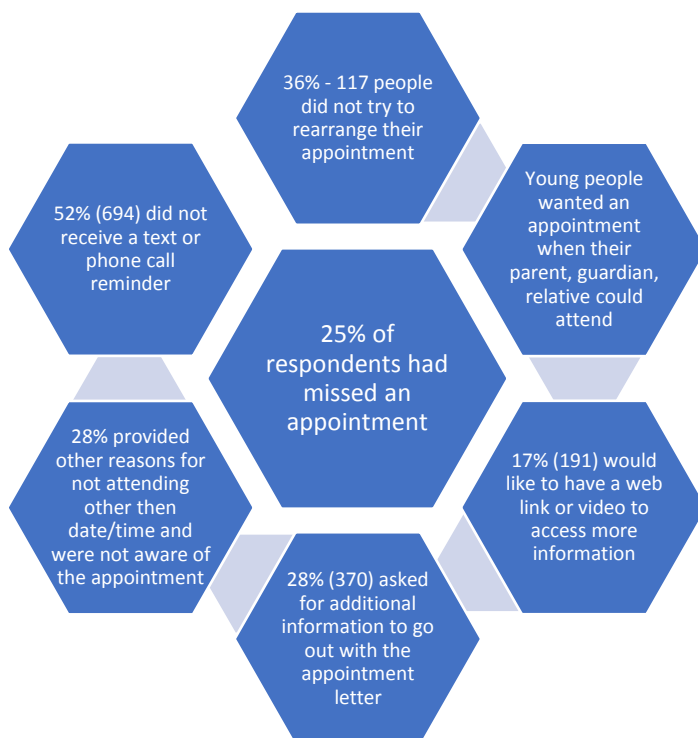 36% - 117 people
did not try to
rearrange their
appointment
Young people
wanted an
appointment
when their
parent, guardian,
relative could
attend
17% (191) would
like to have a web
link or video to
access more
information
28% (370) asked
for additional
information to go
out with the
appointment
letter
28% provided
other reasons for
not attending
other then
date/time and
were not aware of
the appointment
52% (694) did not
receive a text or
phone call
reminder
25% of
respondents had
missed an
appointment